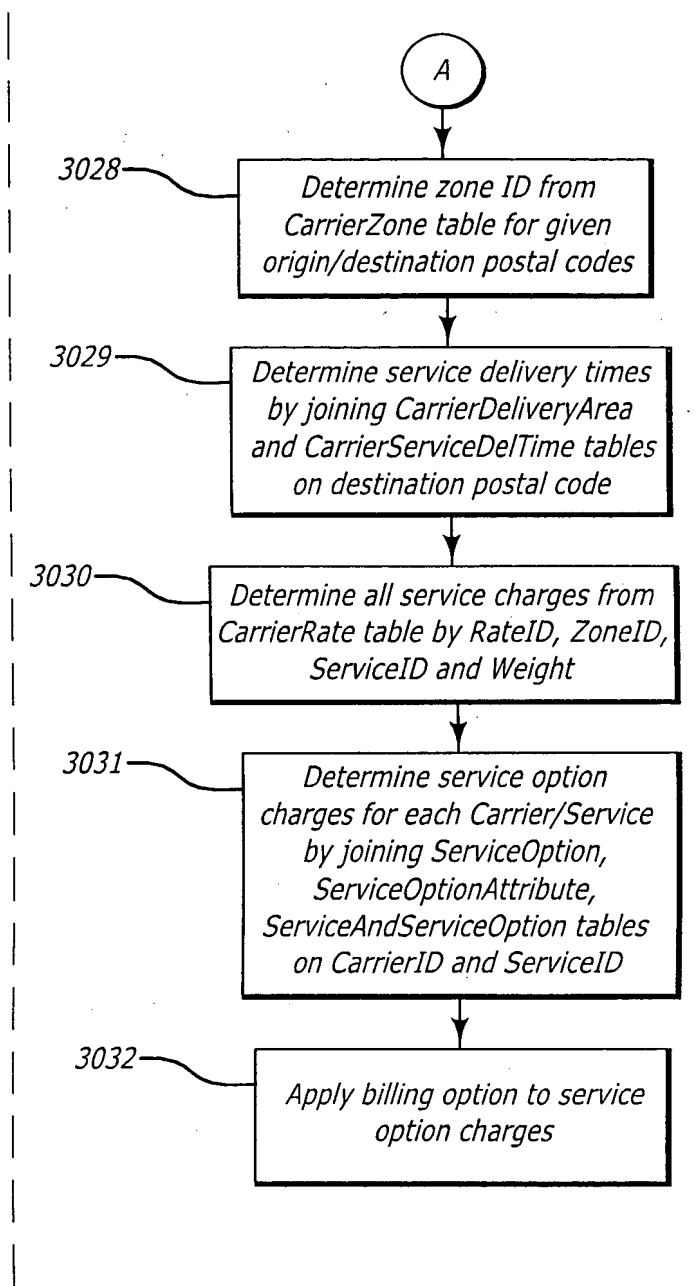 A
3028
Determine zone ID from
CarrierZone table for given
origin/destination postal codes
3029
Determine service delivery times
by joining CarrierDeliveryArea
and CarrierServiceDelTime tables
on destination postal code
3030
Determine all service charges from
CarrierRate table by RateID, ZoneID,
ServiceID and Weight
3031
Determine service option
charges for each Carrier/Service
by joining ServiceOption,
ServiceOptionAttribute,
ServiceAndServiceOption tables
on CarrierID and ServiceID
3032
Apply billing option to service
option charges